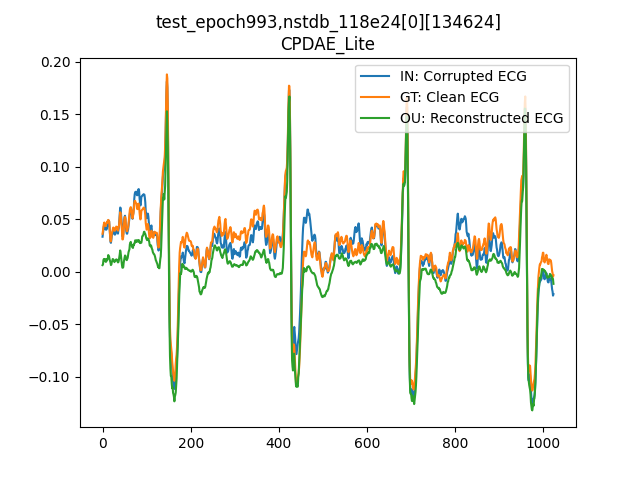 test_epoch993,nstdb_118e24[0][134624]
CPDAE_Lite
IN: Corrupted ECG
GT: Clean ECG
OU: Reconstructed ECG
0.20
0.15
0.10
0.05
0.00
−0.05
−0.10
0 200 400 600 800 1000